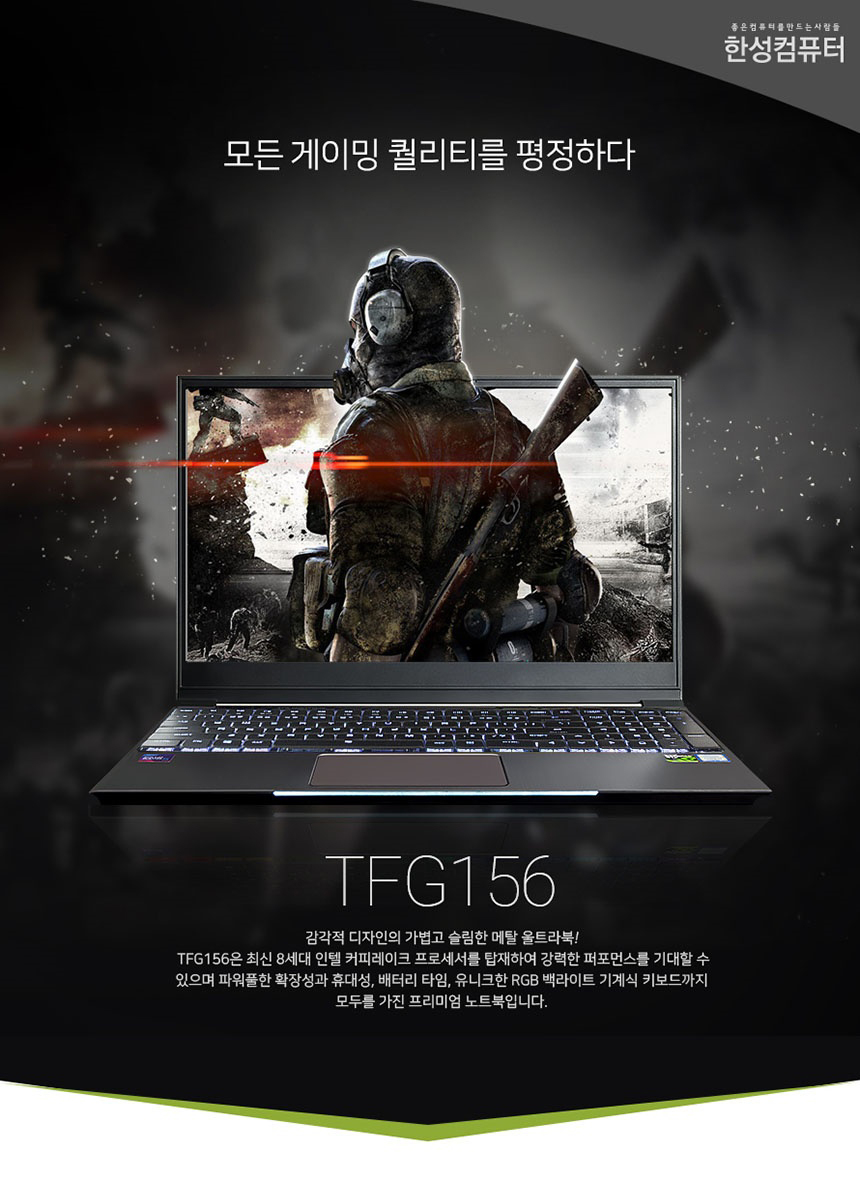 좋은컴퓨터를만드는사람들
한성컴퓨터
모든 게이밍 퀄리티를 평정하다
TFG156
감각적 디자인의 가볍고 슬림한 메탈 울트라북!
TFG156은 최신 8세대 인텔 커피레이크 프로세서를 탑재하여 강력한 퍼포먼스를 기대할 수
있으며 파워풀한 확장성과 휴대성, 배터리 타임, 유니크한 RGB 백라이트 기계식 키보드까지
모두를 가진 프리미엄 노트북입니다.